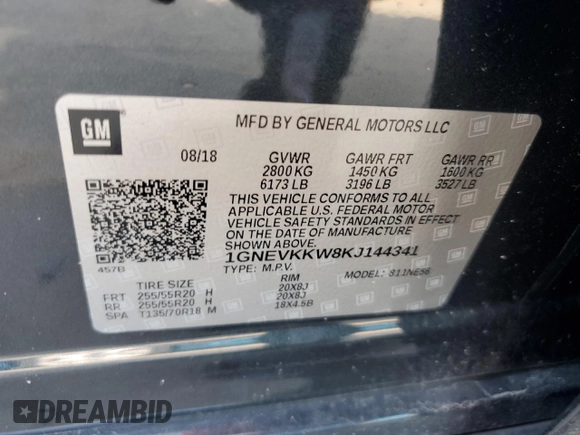 GM
MFD BY GENERAL MOTORS LLC
08/18 GVWR GAWR FRT GAWR RR
2800 KG 1450 KG 1600 KG
6173 LB 3196 LB 3527 LB
THIS VEHICLE CONFORMS TO ALL
APPLICABLE U.S. FEDERAL MOTOR
VEHICLE SAFETY STANDARDS IN EFFECT
ON THE DATE OF MANUFACTURE
SHOWN ABOVE.
1GNEVKKW8KJ144341
457B TYPE: M.P.V. MODEL: 811NE56
TIRE SIZE RIM
FRT 255/55R20 H 20X8J
RR 255/55R20 H 20X8J
SPA T135/70R18 M 18X4.5B
DREAMBID